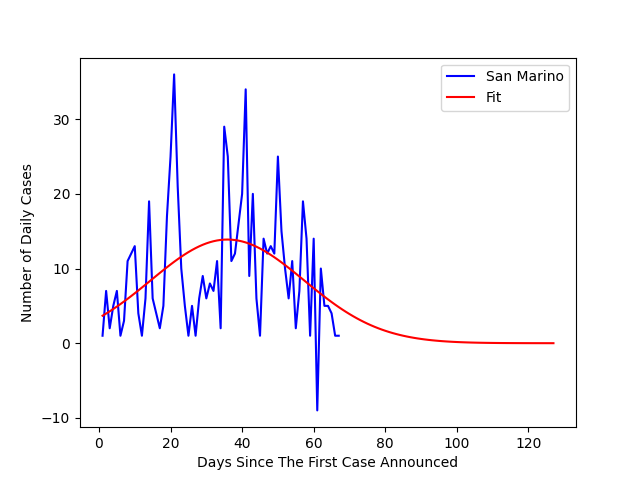 San Marino
Fit
Number of Daily Cases
30
20
10
0
−10
0 20 40 60 80 100 120
Days Since The First Case Announced